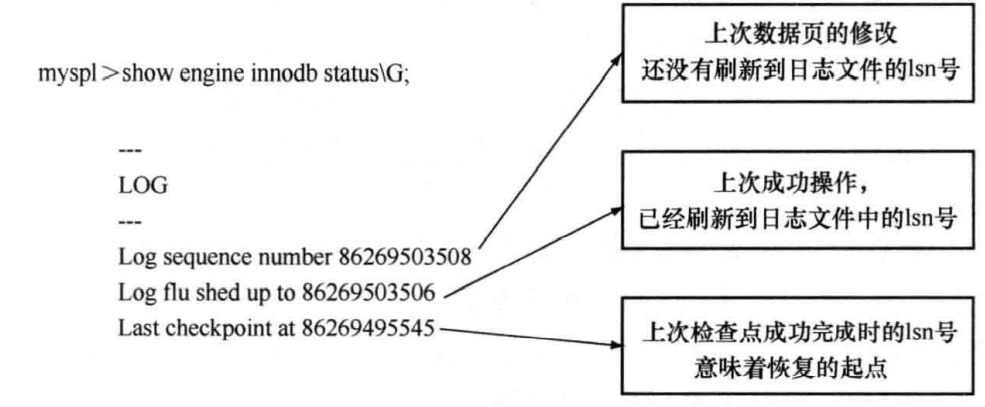 myspl>show engine innodb status\G;
---
LOG
---
Log sequence number 86269503508
Log flu shed up to 86269503506
Last checkpoint at 86269495545
上次数据页的修改
还没有刷新到日志文件的lsn号
上次成功操作，
已经刷新到日志文件中的lsn号
上次检查点成功完成时的lsn号
意味着恢复的起点